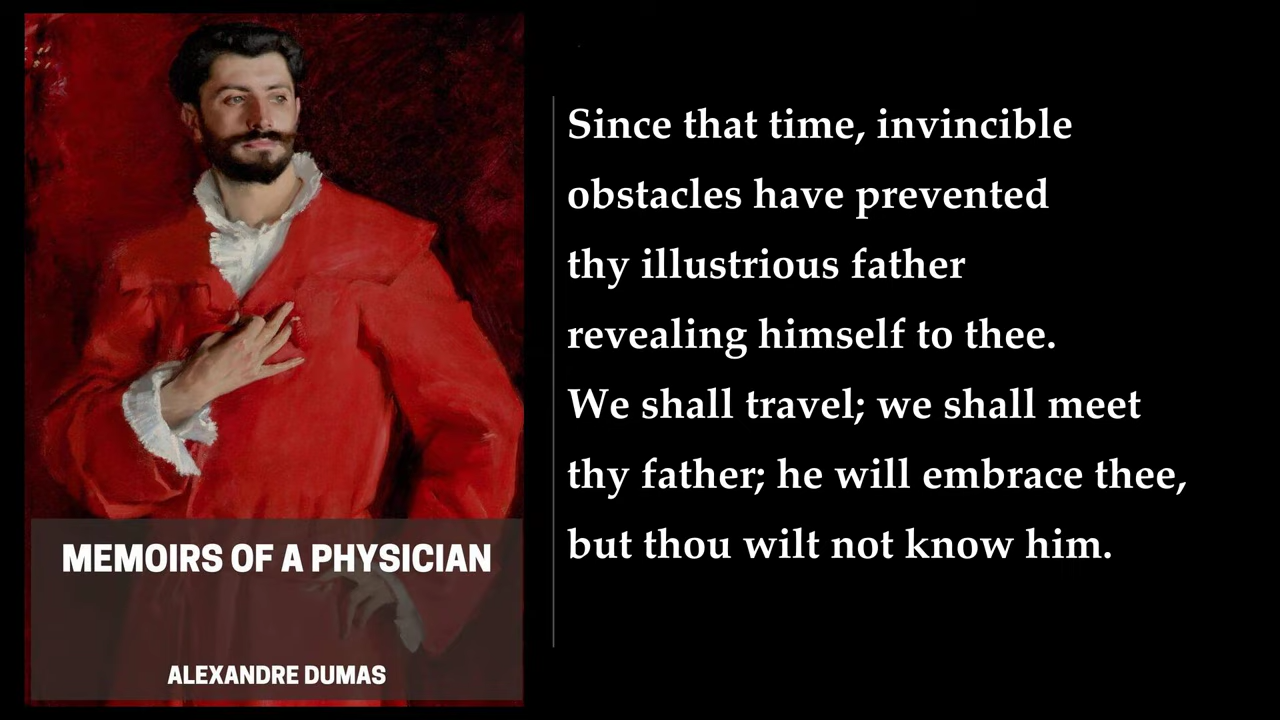 MEMOIRS OF A PHYSICIAN
ALEXANDRE DUMAS
Since that time, invincible
obstacles have prevented
thy illustrious father
revealing himself to thee.
We shall travel; we shall meet
thy father; he will embrace thee,
but thou wilt not know him.